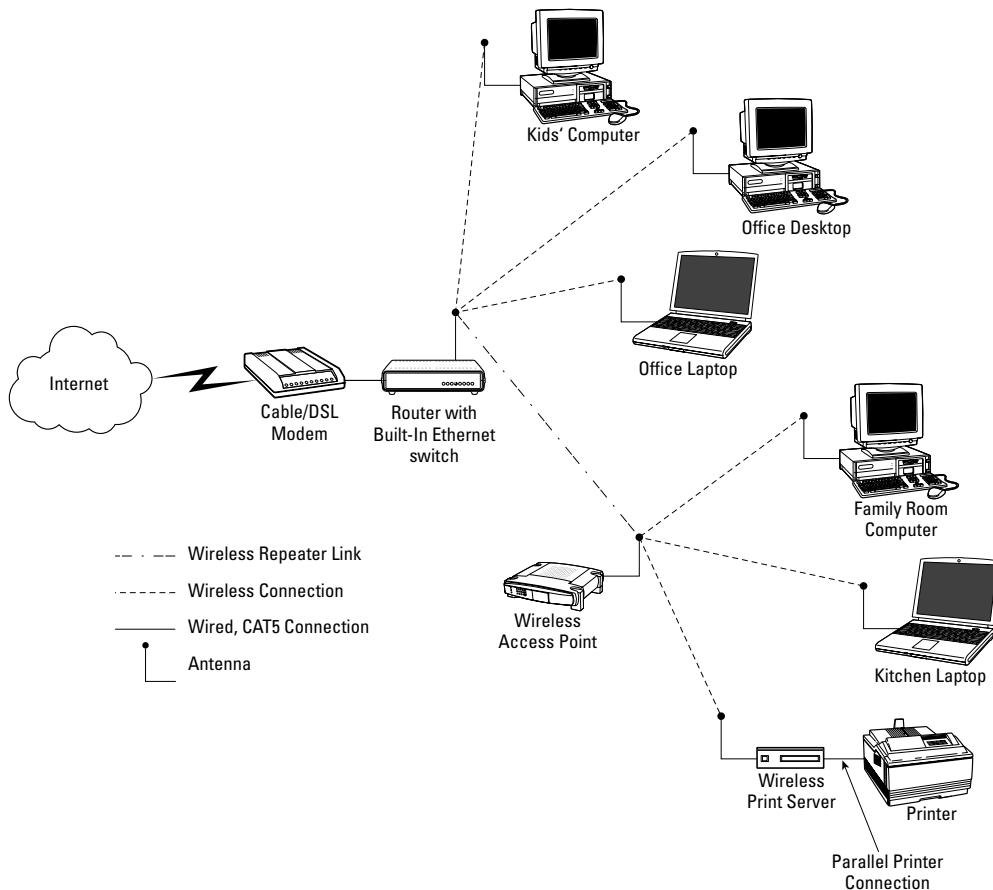 Kids‘ Computer
Office Desktop
Office Laptop
Internet
Cable/DSL
Modem
Router with
Built-In Ethernet
switch
Family Room
Computer
Wireless Repeater Link
Wireless Connection
Wired, CAT5 Connection
Antenna
Wireless
Access Point
Kitchen Laptop
Wireless
Print Server
Printer
Parallel Printer
Connection